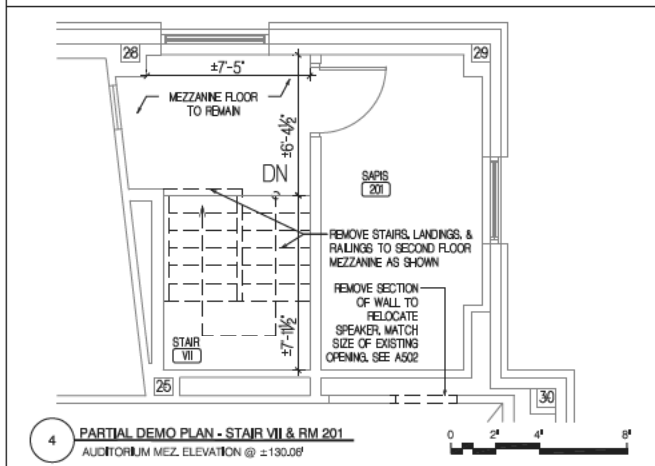 28
29
±7'-5"
MEZZANINE FLOOR
TO REMAIN
±6'-4½"
DN
SAPIS
201
REMOVE STAIRS, LANDINGS, &
RAILINGS TO SECOND FLOOR
MEZZANINE AS SHOWN
REMOVE SECTION
OF WALL TO
RELOCATE
SPEAKER, MATCH
SIZE OF EXISTING
OPENING. SEE A502
±7'-11½"
STAIR
VII
25
30
4
PARTIAL DEMO PLAN - STAIR VII & RM 201
AUDITORIUM MEZ. ELEVATION @ ±130.06'
0 2' 4' 8'